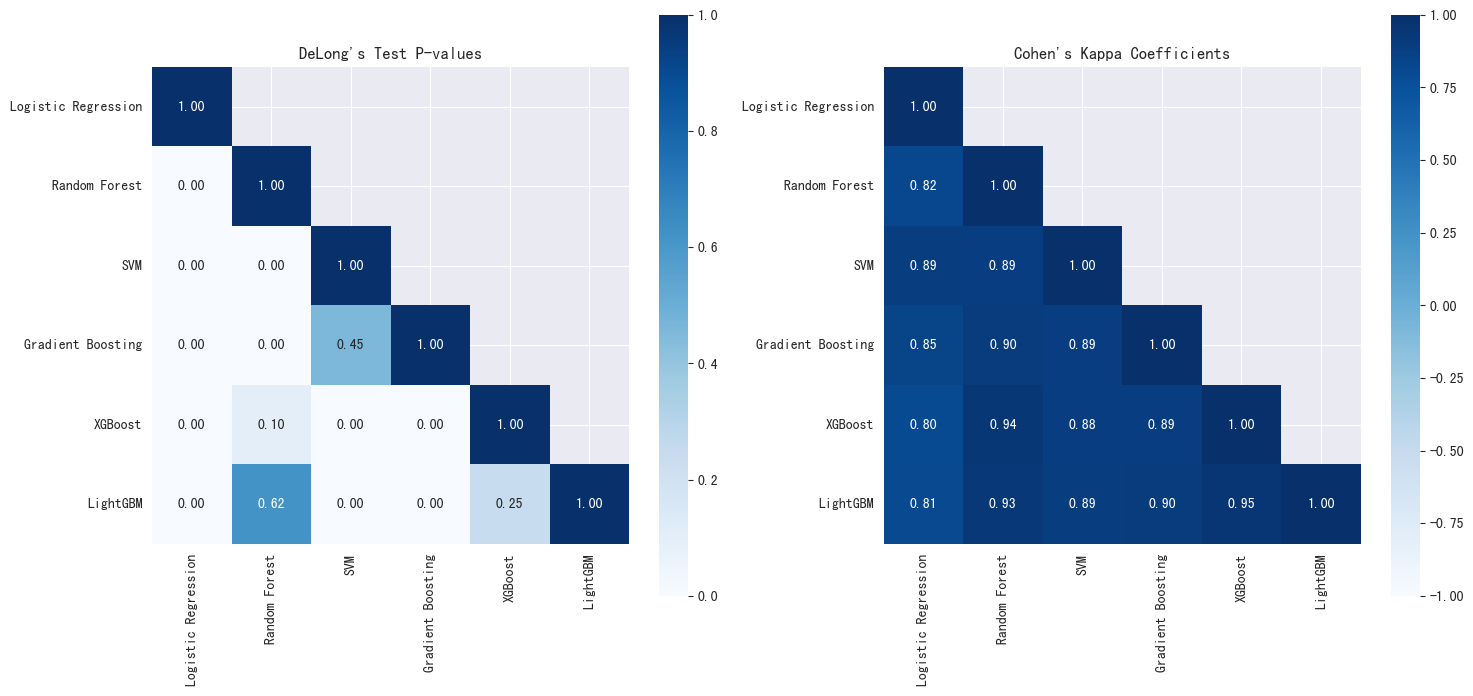 DeLong's Test P-values
Logistic Regression 1.00
Random Forest 0.00 1.00
SVM 0.00 0.00 1.00
Gradient Boosting 0.00 0.00 0.45 1.00
XGBoost 0.00 0.10 0.00 0.00 1.00
LightGBM 0.00 0.62 0.00 0.00 0.25 1.00
Logistic Regression
Random Forest
SVM
Gradient Boosting
XGBoost
LightGBM
1.0
0.8
0.6
0.4
0.2
0.0
Cohen's Kappa Coefficients
Logistic Regression 1.00
Random Forest 0.82 1.00
SVM 0.89 0.89 1.00
Gradient Boosting 0.85 0.90 0.89 1.00
XGBoost 0.80 0.94 0.88 0.89 1.00
LightGBM 0.81 0.93 0.89 0.90 0.95 1.00
Logistic Regression
Random Forest
SVM
Gradient Boosting
XGBoost
LightGBM
1.00
0.75
0.50
0.25
0.00
−0.25
−0.50
−0.75
−1.00